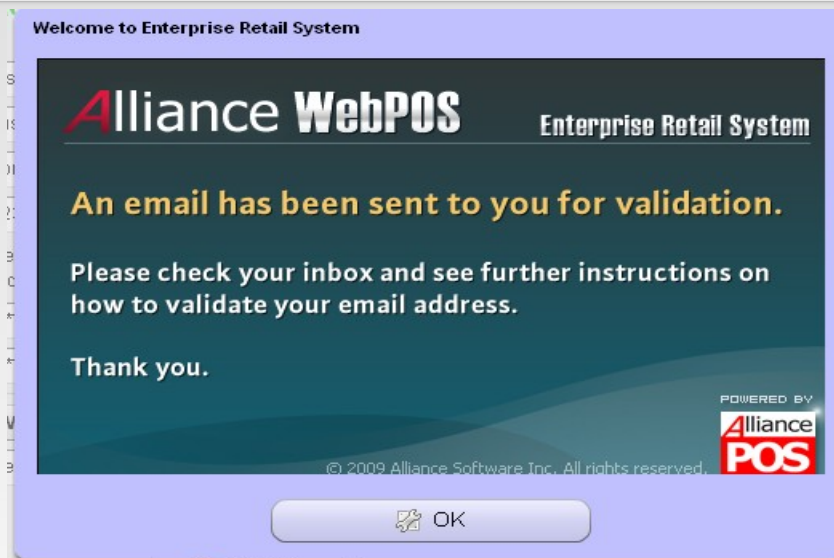 Welcome to Enterprise Retail System
Alliance WebPOS
Enterprise Retail System
An email has been sent to you for validation.
Please check your inbox and see further instructions on
how to validate your email address.
Thank you.
POWERED BY
Alliance
POS
© 2009 Alliance Software Inc. All rights reserved.
OK